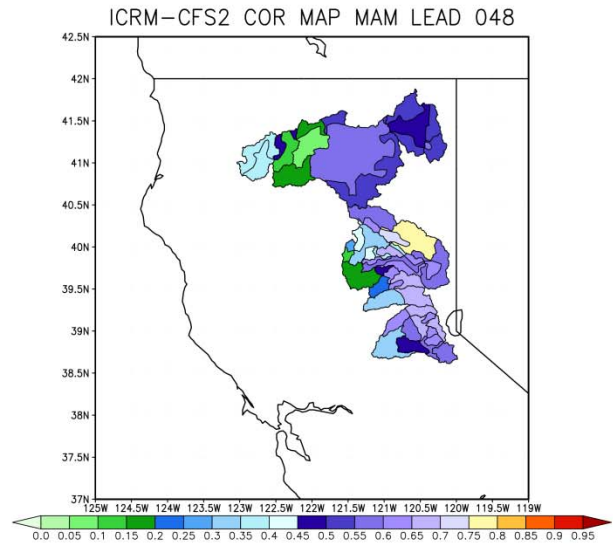 ICRM-CFS2 COR MAP MAM LEAD 048
42.5N
42N
41.5N
41N
40.5N
40N
39.5N
39N
38.5N
38N
37.5N
37N
125W 124.5W 124W 123.5W 123W 122.5W 122W 121.5W 121W 120.5W 120W 119.5W 119W
0.0 0.05 0.1 0.15 0.2 0.25 0.3 0.35 0.4 0.45 0.5 0.55 0.6 0.65 0.7 0.75 0.8 0.85 0.9 0.95